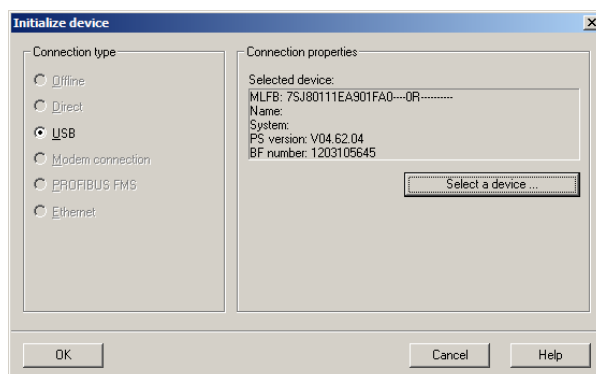 Initialize device
Connection type
Offline
Direct
USB
Modem connection
PROFIBUS FMS
Ethernet
Connection properties
Selected device:
MLFB: 7SJ80111EA901FA0----0R---------
Name:
System:
PS version: V04.62.04
BF number: 1203105645
Select a device ...
OK
Cancel
Help